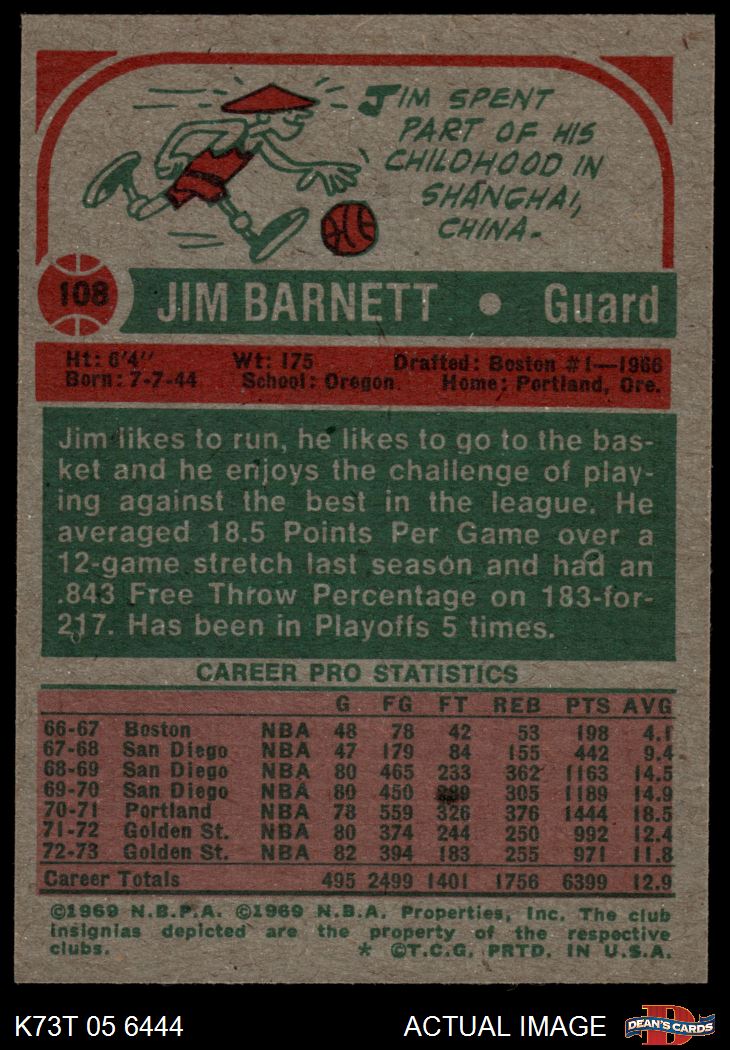 JIM SPENT
PART OF HIS
CHILDHOOD IN
SHANGHAI,
CHINA-
108 JIM BARNETT • Guard
Ht: 6'4" Wt: 175 Drafted: Boston #1—1966
Born: 7-7-44 School: Oregon Home: Portland, Ore.
Jim likes to run, he likes to go to the bas-
ket and he enjoys the challenge of play-
ing against the best in the league. He
averaged 18.5 Points Per Game over a
12-game stretch last season and had an
.843 Free Throw Percentage on 183-for-
217. Has been in Playoffs 5 times.
CAREER PRO STATISTICS
G FG FT REB PTS AVG
66-67 Boston NBA 48 78 42 53 198 4.1
67-68 San Diego NBA 47 179 84 155 442 9.4
68-69 San Diego NBA 80 465 233 362 1163 14.5
69-70 San Diego NBA 80 450 305 1189 14.9
70-71 Portland NBA 78 559 326 376 1444 18.5
71-72 Golden St. NBA 80 374 244 250 992 12.4
72-73 Golden St. NBA 82 394 183 255 971 11.8
Career Totals 495 2499 1401 1756 6399 12.9
©1969 N.B.P.A. ©1969 N.B.A. Properties, Inc. The club
insignias depicted are the property of the respective
clubs. * ©T.C.G. PRTD. IN U.S.A.
K73T 05 6444 ACTUAL IMAGE D DEAN'S CARDS